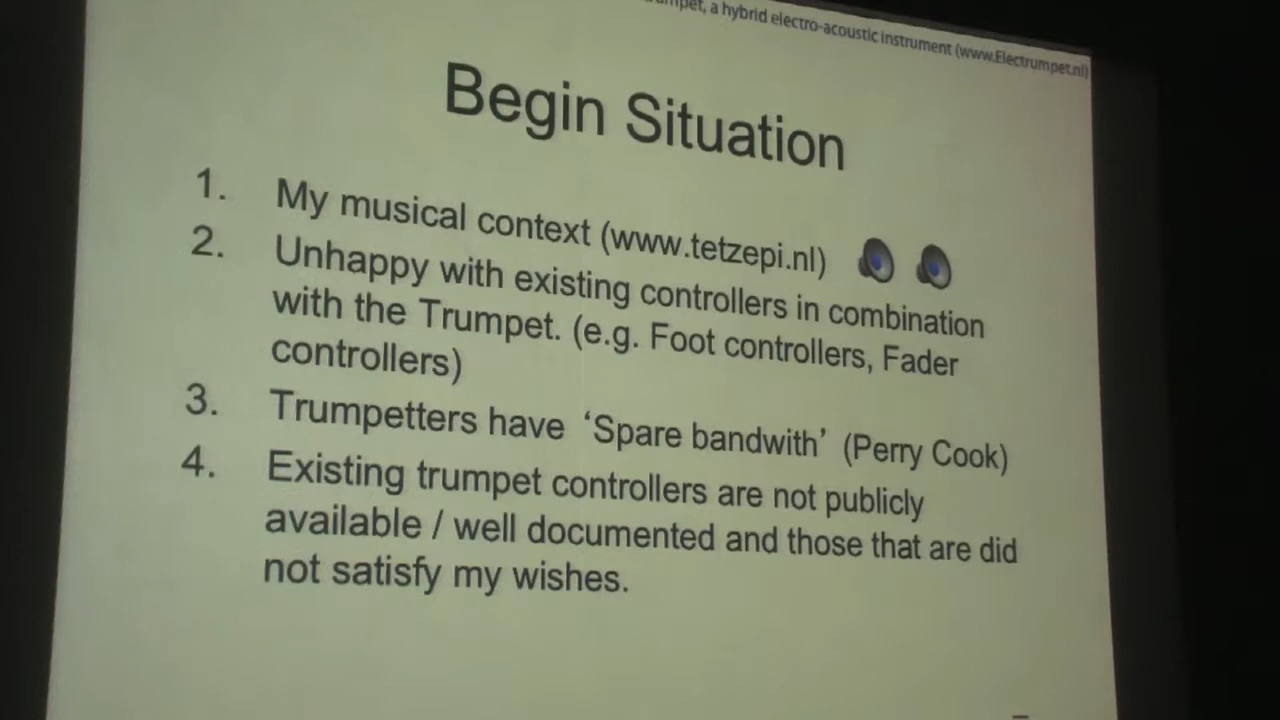 a hybrid electro-acoustic instrument (www.Electrumpet.nl)
Begin Situation
1. My musical context (www.tetzepi.nl)
2. Unhappy with existing controllers in combination
with the Trumpet. (e.g. Foot controllers, Fader
controllers)
3. Trumpetters have ‘Spare bandwith’ (Perry Cook)
4. Existing trumpet controllers are not publicly
available / well documented and those that are did
not satisfy my wishes.